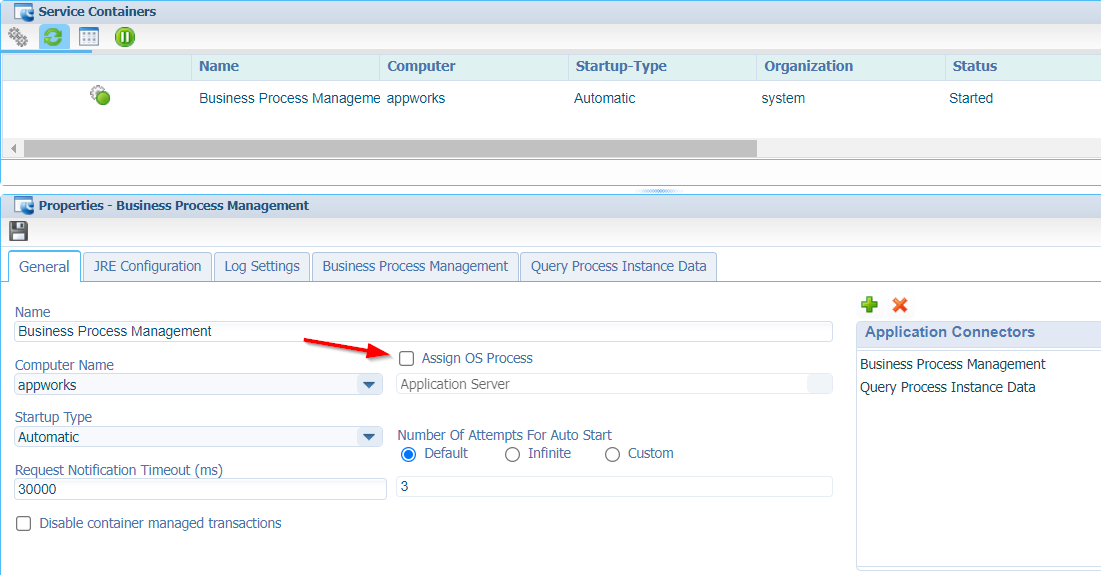 Service Containers
Name Computer Startup-Type Organization Status
Business Process Manageme appworks Automatic system Started
Properties - Business Process Management
General JRE Configuration Log Settings Business Process Management Query Process Instance Data
Name
Business Process Management
Assign OS Process
Computer Name
appworks
Application Server
Startup Type
Automatic
Number Of Attempts For Auto Start
Default Infinite Custom
Request Notification Timeout (ms)
30000
3
Disable container managed transactions
Application Connectors
Business Process Management
Query Process Instance Data